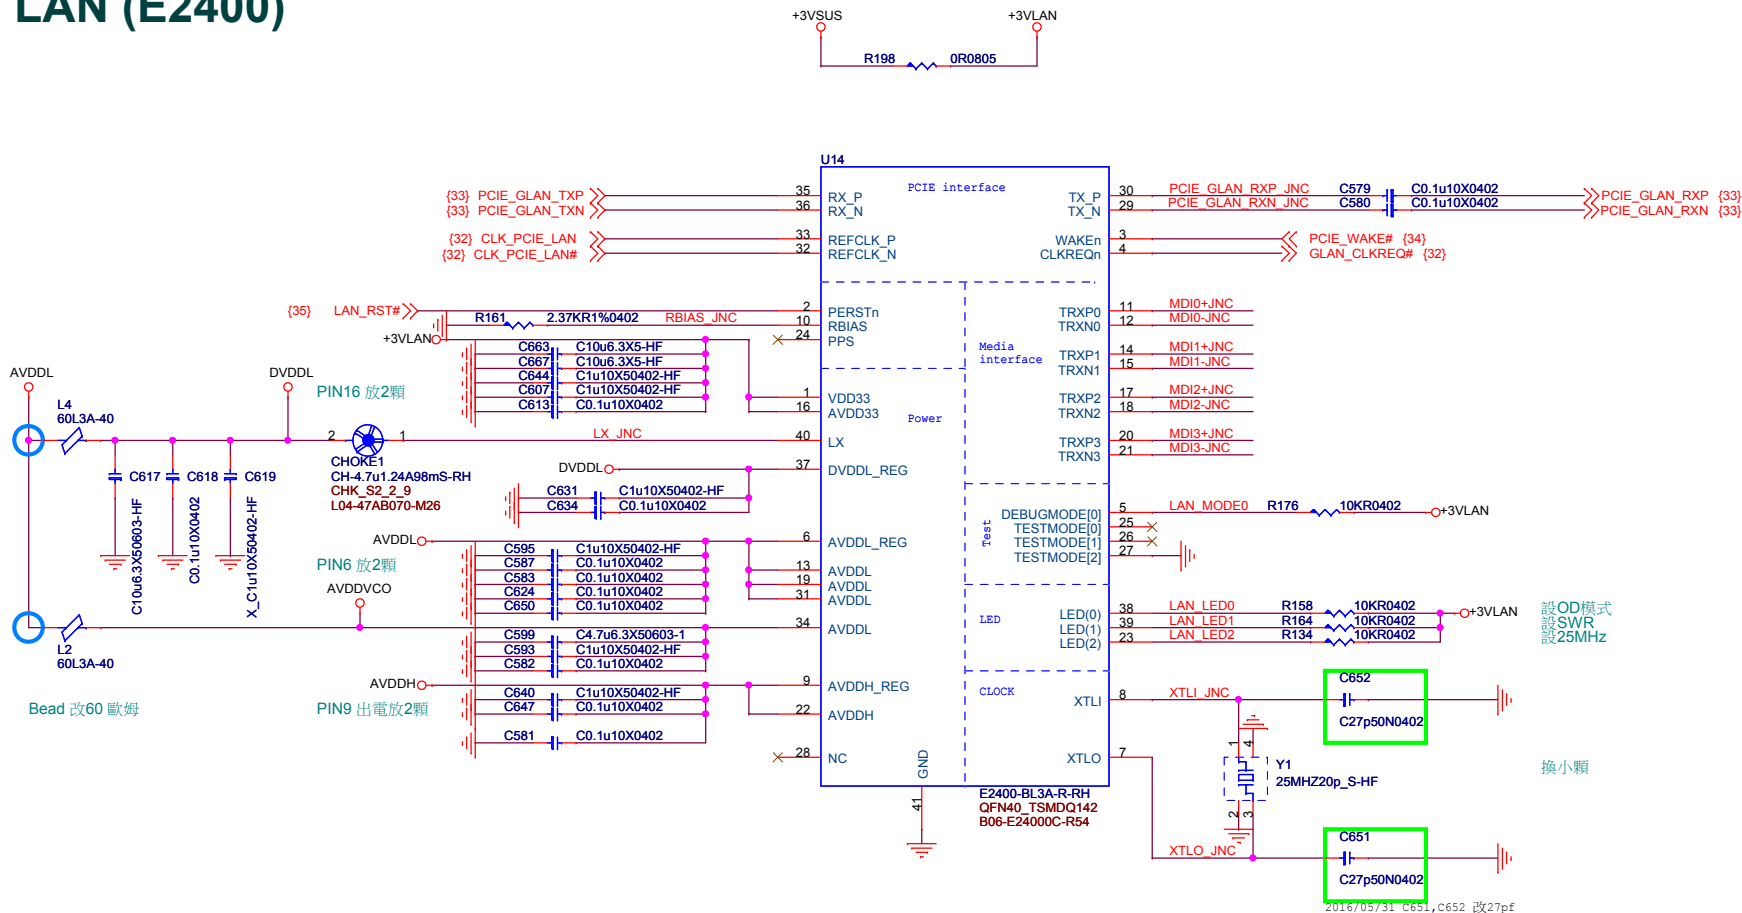 LAN (E2400)
+3VSUS
+3VLAN
R198 0R0805
U14
PCIE interface
{33} PCIE_GLAN_TXP
{33} PCIE_GLAN_TXN
{32} CLK_PCIE_LAN
{32} CLK_PCIE_LAN#
35 RX_P
36 RX_N
33 REFCLK_P
32 REFCLK_N
TX_P 30 PCIE_GLAN_RXP_JNC C579 C0.1u10X0402 PCIE_GLAN_RXP {33}
TX_N 29 PCIE_GLAN_RXN_JNC C580 C0.1u10X0402 PCIE_GLAN_RXN {33}
WAKEn 3 PCIE_WAKE# {34}
CLKREQn 4 GLAN_CLKREQ# {32}
{35} LAN_RST# 2 PERSTn
R161 2.37KR1%0402 RBIAS_JNC 10 RBIAS
+3VLAN 24 PPS
C663 C10u6.3X5-HF
C667 C10u6.3X5-HF
C644 C1u10X50402-HF
C607 C1u10X50402-HF
C613 C0.1u10X0402
PIN16 放2顆
1 VDD33
16 AVDD33
Power
Media
interface
TRXP0 11 MDI0+JNC
TRXN0 12 MDI0-JNC
TRXP1 14 MDI1+JNC
TRXN1 15 MDI1-JNC
TRXP2 17 MDI2+JNC
TRXN2 18 MDI2-JNC
TRXP3 20 MDI3+JNC
TRXN3 21 MDI3-JNC
AVDDL
DVDDL
L4
60L3A-40
C617 C618 C619
C10u6.3X50603-HF
C0.1u10X0402
X_C1u10X50402-HF
2 1
CHOKE1
CH-4.7u1.24A98mS-RH
CHK_S2_2_9
L04-47AB070-M26
LX_JNC 40 LX
DVDDL 37 DVDDL_REG
C631 C1u10X50402-HF
C634 C0.1u10X0402
AVDDL 6 AVDDL_REG
PIN6 放2顆
C595 C1u10X50402-HF
C587 C0.1u10X0402
C583 C0.1u10X0402
C624 C0.1u10X0402
C650 C0.1u10X0402
13 AVDDL
19 AVDDL
31 AVDDL
AVDDVCO
34 AVDDL
L2
60L3A-40
C599 C4.7u6.3X50603-1
C593 C1u10X50402-HF
C582 C0.1u10X0402
AVDDH 9 AVDDH_REG
Bead 改60 歐姆
PIN9 出電放2顆
C640 C1u10X50402-HF
C647 C0.1u10X0402
22 AVDDH
C581 C0.1u10X0402
28 NC
GND
41
Test
DEBUGMODE[0] 5 LAN_MODE0 R176 10KR0402 +3VLAN
TESTMODE[0] 25
TESTMODE[1] 26
TESTMODE[2] 27
LED
LED(0) 38 LAN_LED0 R158 10KR0402 +3VLAN 設OD模式
LED(1) 39 LAN_LED1 R164 10KR0402 設SWR
LED(2) 23 LAN_LED2 R134 10KR0402 設25MHz
CLOCK
XTLI 8 XTLI_JNC
C652
C27p50N0402
1 4
Y1
25MHZ20p_S-HF
2 3
換小顆
XTLO 7
XTLO_JNC
C651
C27p50N0402
E2400-BL3A-R-RH
QFN40_TSMDQ142
B06-E24000C-R54
2016/05/31 C651,C652 改27pf